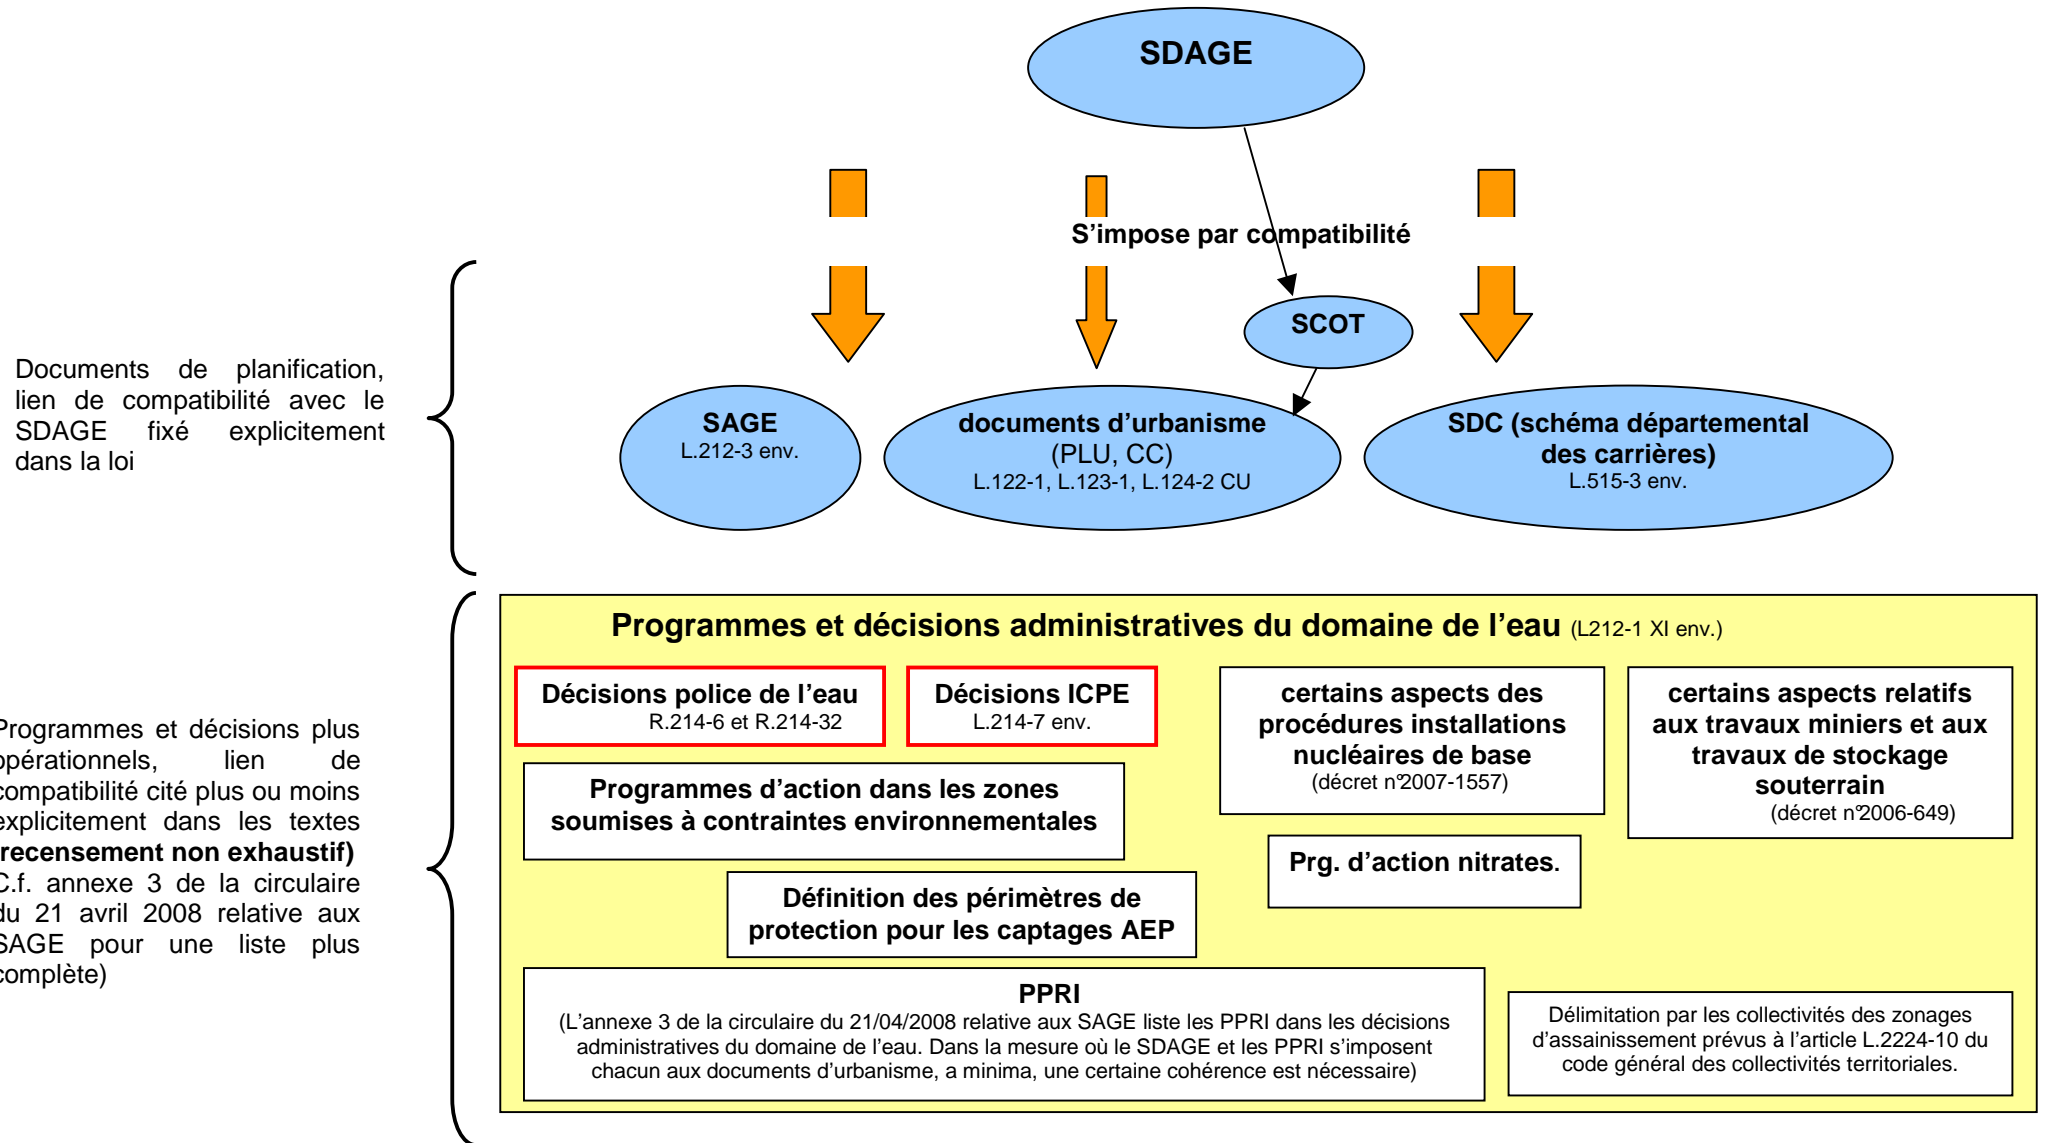 SDAGE
S’impose par compatibilité
SCOT
Documents de planification,
lien de compatibilité avec le
SDAGE fixé explicitement
dans la loi
SAGE
L.212-3 env.
documents d’urbanisme
(PLU, CC)
L.122-1, L.123-1, L.124-2 CU
SDC (schéma départemental
des carrières)
L.515-3 env.
Programmes et décisions plus
opérationnels, lien de
compatibilité cité plus ou moins
explicitement dans les textes
recensement non exhaustif)
C.f. annexe 3 de la circulaire
du 21 avril 2008 relative aux
SAGE pour une liste plus
complète)
Programmes et décisions administratives du domaine de l’eau (L212-1 XI env.)
Décisions police de l’eau
R.214-6 et R.214-32
Décisions ICPE
L.214-7 env.
certains aspects des
procédures installations
nucléaires de base
(décret n°2007-1557)
certains aspects relatifs
aux travaux miniers et aux
travaux de stockage
souterrain
(décret n°2006-649)
Programmes d’action dans les zones
soumises à contraintes environnementales
Prg. d’action nitrates.
Définition des périmètres de
protection pour les captages AEP
PPRI
(L’annexe 3 de la circulaire du 21/04/2008 relative aux SAGE liste les PPRI dans les décisions
administratives du domaine de l’eau. Dans la mesure où le SDAGE et les PPRI s’imposent
chacun aux documents d’urbanisme, a minima, une certaine cohérence est nécessaire)
Délimitation par les collectivités des zonages
d’assainissement prévus à l’article L.2224-10 du
code général des collectivités territoriales.